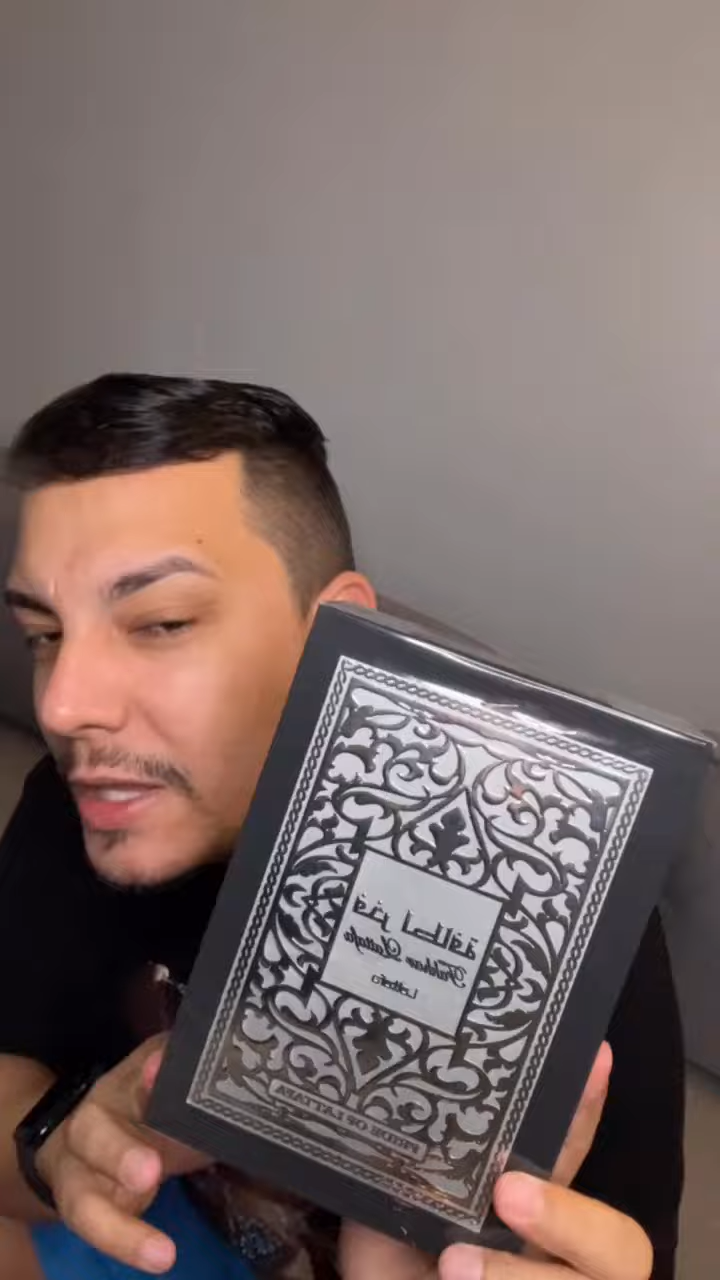 فخر لطافة
Fakhar Lattafa
Lattafa
PRIDE OF LATTAFA